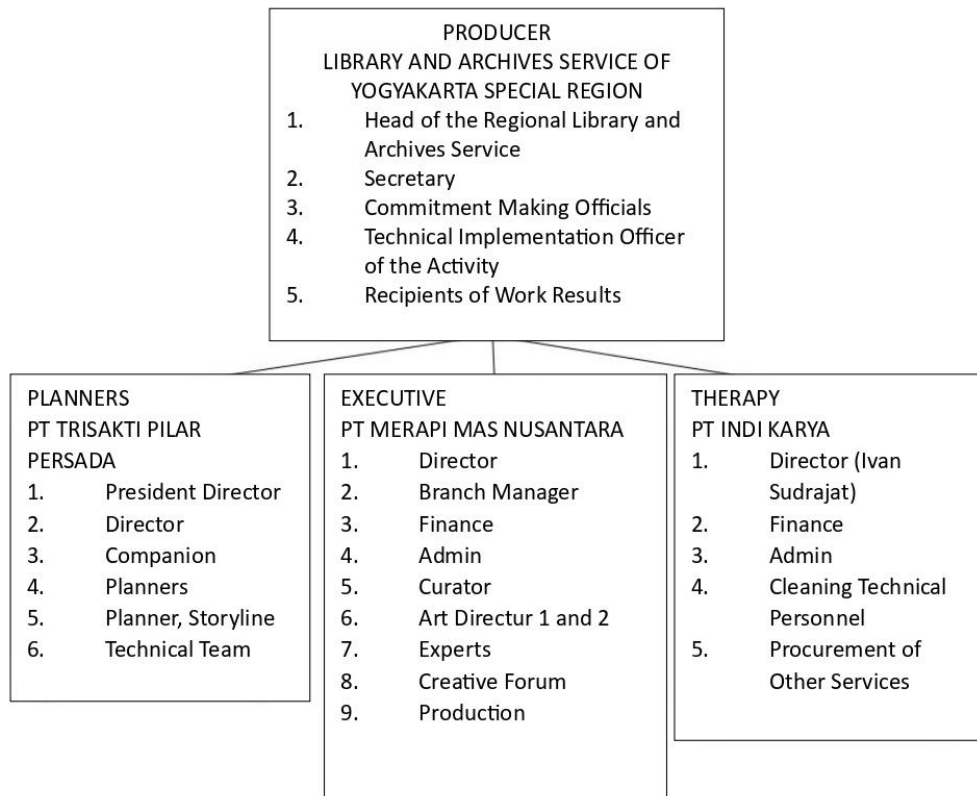 PRODUCER
LIBRARY AND ARCHIVES SERVICE OF
YOGYAKARTA SPECIAL REGION
1. Head of the Regional Library and
Archives Service
2. Secretary
3. Commitment Making Officials
4. Technical Implementation Officer
of the Activity
5. Recipients of Work Results
PLANNERS
PT TRISAKTI PILAR
PERSADA
1. President Director
2. Director
3. Companion
4. Planners
5. Planner, Storyline
6. Technical Team
EXECUTIVE
PT MERAPI MAS NUSANTARA
1. Director
2. Branch Manager
3. Finance
4. Admin
5. Curator
6. Art Directur 1 and 2
7. Experts
8. Creative Forum
9. Production
THERAPY
PT INDI KARYA
1. Director (Ivan
Sudrajat)
2. Finance
3. Admin
4. Cleaning Technical
Personnel
5. Procurement of
Other Services